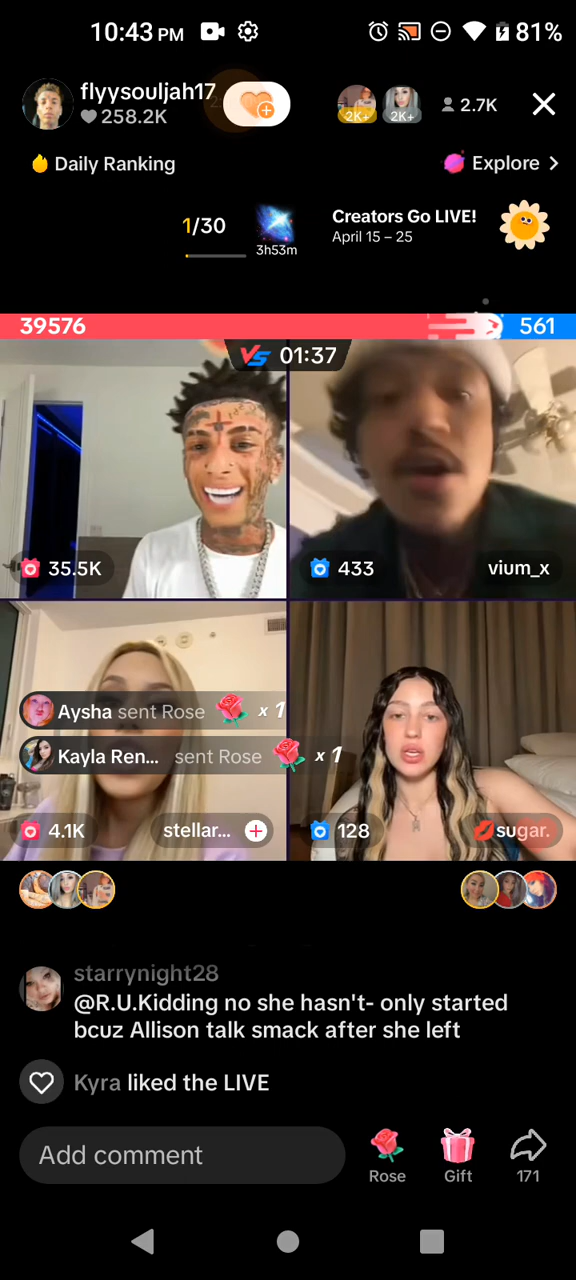 10:43 PM
81%
flyysouljah17
258.2K
2K+
2K+
2.7K
Daily Ranking
Explore >
1/30
3h53m
Creators Go LIVE!
April 15 – 25
39576
561
VS 01:37
35.5K
433
vium_x
Aysha sent Rose x 1
Kayla Ren... sent Rose x 1
4.1K
stellar...
128
sugar.
starrynight28
@R.U.Kidding no she hasn't- only started
bcuz Allison talk smack after she left
Kyra liked the LIVE
Add comment
Rose
Gift
171